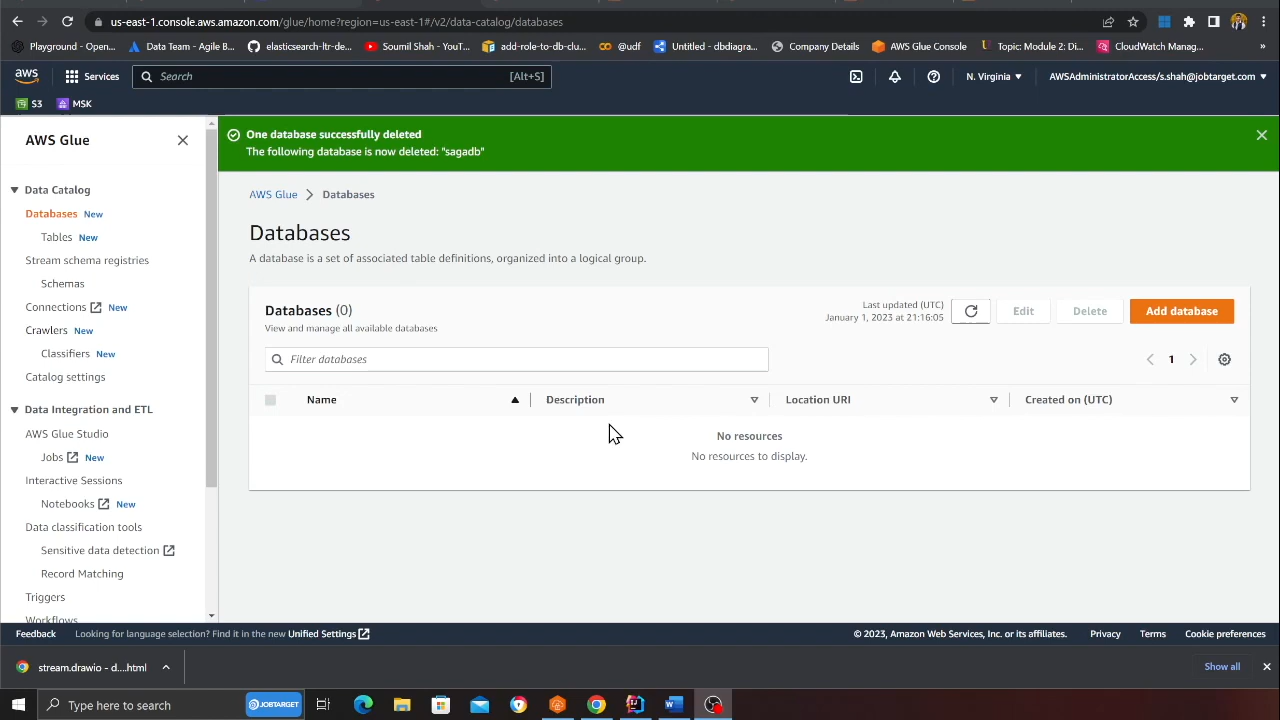 us-east-1.console.aws.amazon.com/glue/home?region=us-east-1#/v2/data-catalog/databases
Playground - Open...
Data Team - Agile B...
elasticsearch-ltr-de...
Soumil Shah - YouT...
add-role-to-db-clu...
@udf
Untitled - dbdiagra...
Company Details
AWS Glue Console
Topic: Module 2: Di...
CloudWatch Manag...
»
aws
Services
Search
[Alt+S]
N. Virginia
AWSAdministratorAccess/s.shah@jobtarget.com
S3
MSK
AWS Glue
Data Catalog
Databases New
Tables New
Stream schema registries
Schemas
Connections New
Crawlers New
Classifiers New
Catalog settings
Data Integration and ETL
AWS Glue Studio
Jobs New
Interactive Sessions
Notebooks New
Data classification tools
Sensitive data detection
Record Matching
Triggers
Workflows
One database successfully deleted
The following database is now deleted: "sagadb"
AWS Glue
Databases
Databases
A database is a set of associated table definitions, organized into a logical group.
Databases (0)
View and manage all available databases
Last updated (UTC)
January 1, 2023 at 21:16:05
Edit
Delete
Add database
Filter databases
1
Name
Description
Location URI
Created on (UTC)
No resources
No resources to display.
Feedback
Looking for language selection? Find it in the new Unified Settings
© 2023, Amazon Web Services, Inc. or its affiliates.
Privacy
Terms
Cookie preferences
stream.drawio - d....html
Show all
Type here to search
JOBTARGET